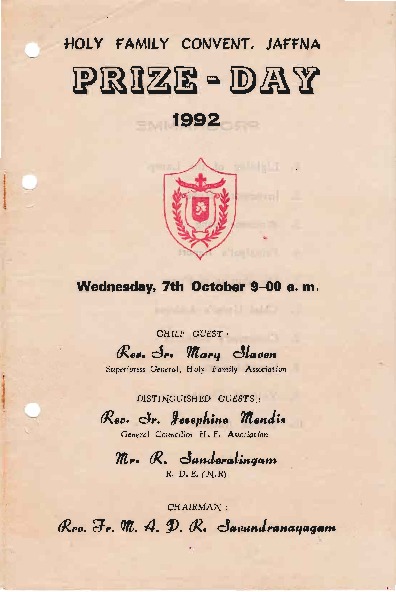 HOLY FAMILY CONVENT, JAFFNA
PRIZE-DAY
1992
Wednesday, 7th October 9-00 a.m.
CHIEF GUEST:
Rev. Sr. Mary Slaven
Superioress General, Holy Family Association
DISTINGUISHED GUESTS:
Rev. Sr. Josephine Mendis
General Councillor H. F. Association
Mr. R. Sunderalingam
R. D. E. (N.R)
CHAIRMAN:
Rev. Fr. M. A. D. R. Savundranayagam